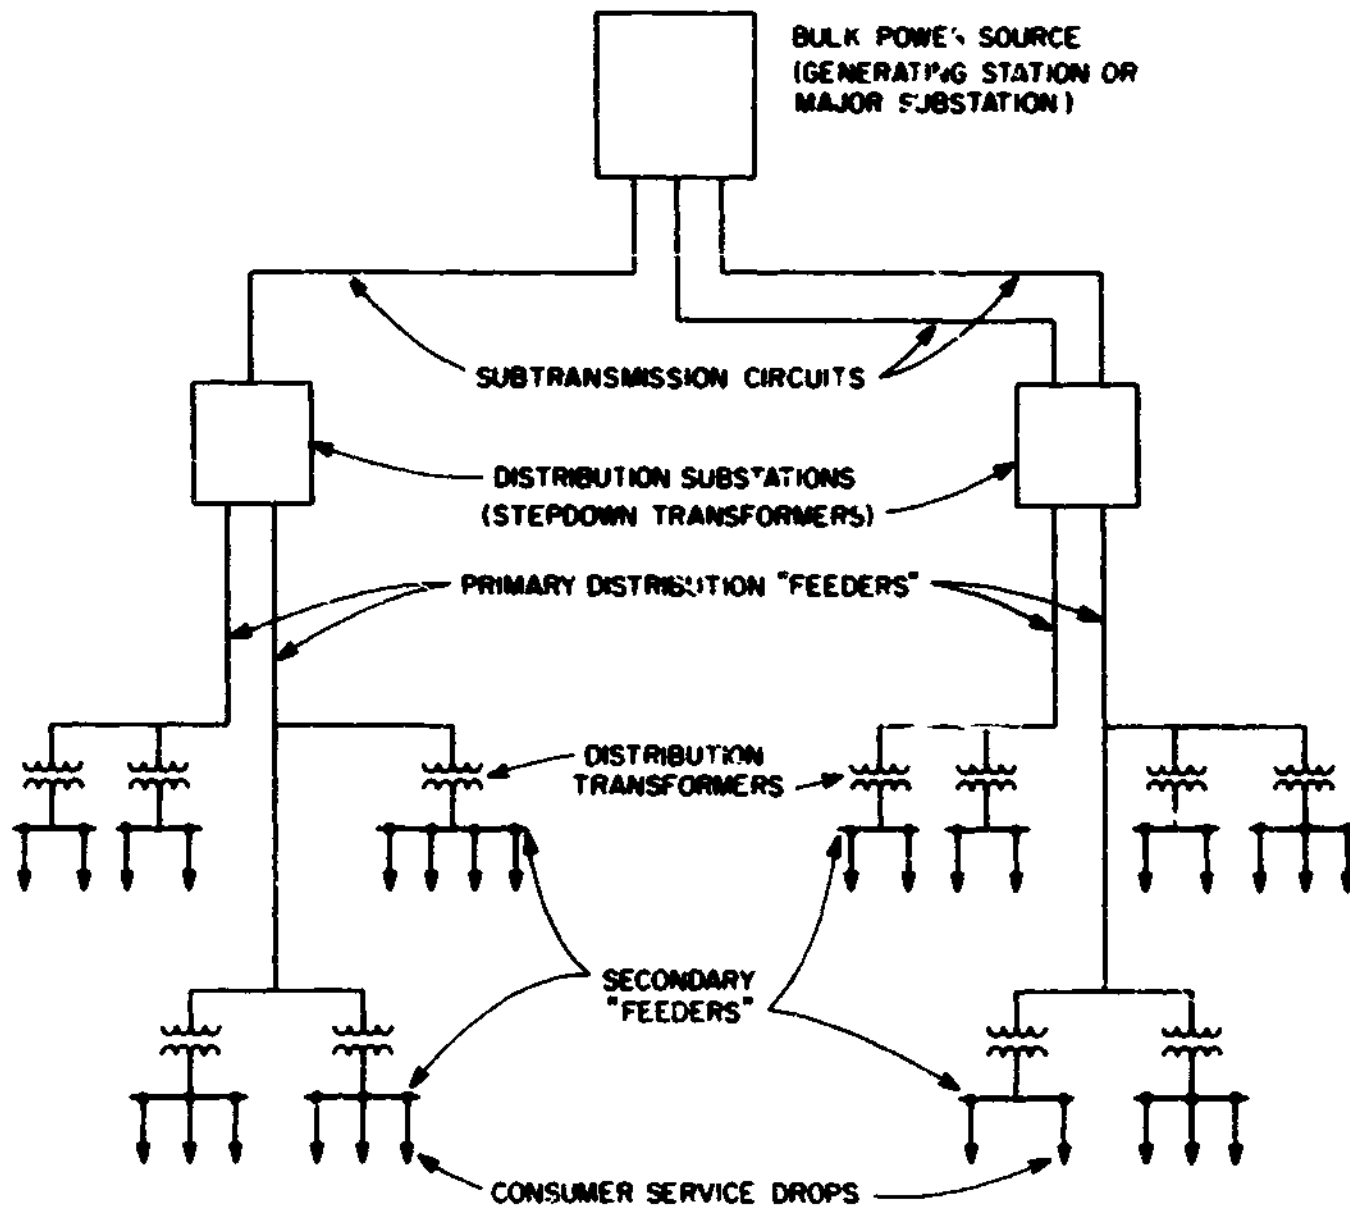 BULK POWER SOURCE
(GENERATING STATION OR
MAJOR SUBSTATION)
SUBTRANSMISSION CIRCUITS
DISTRIBUTION SUBSTATIONS
(STEPDOWN TRANSFORMERS)
PRIMARY DISTRIBUTION "FEEDERS"
DISTRIBUTION
TRANSFORMERS
SECONDARY
"FEEDERS"
CONSUMER SERVICE DROPS